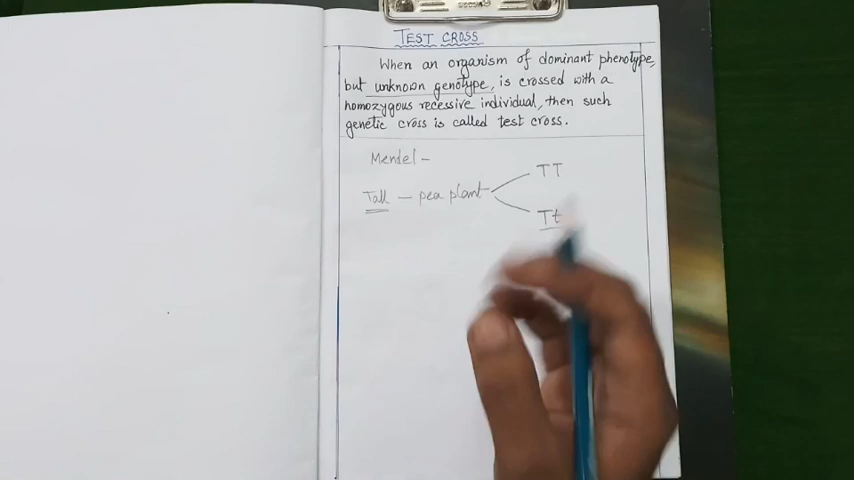 TEST CROSS
When an organism of dominant phenotype,
but unknown genotype, is crossed with a
homozygous recessive individual, then such
genetic cross is called test cross.
Mendel -
TT
Tall - pea plant
Tt